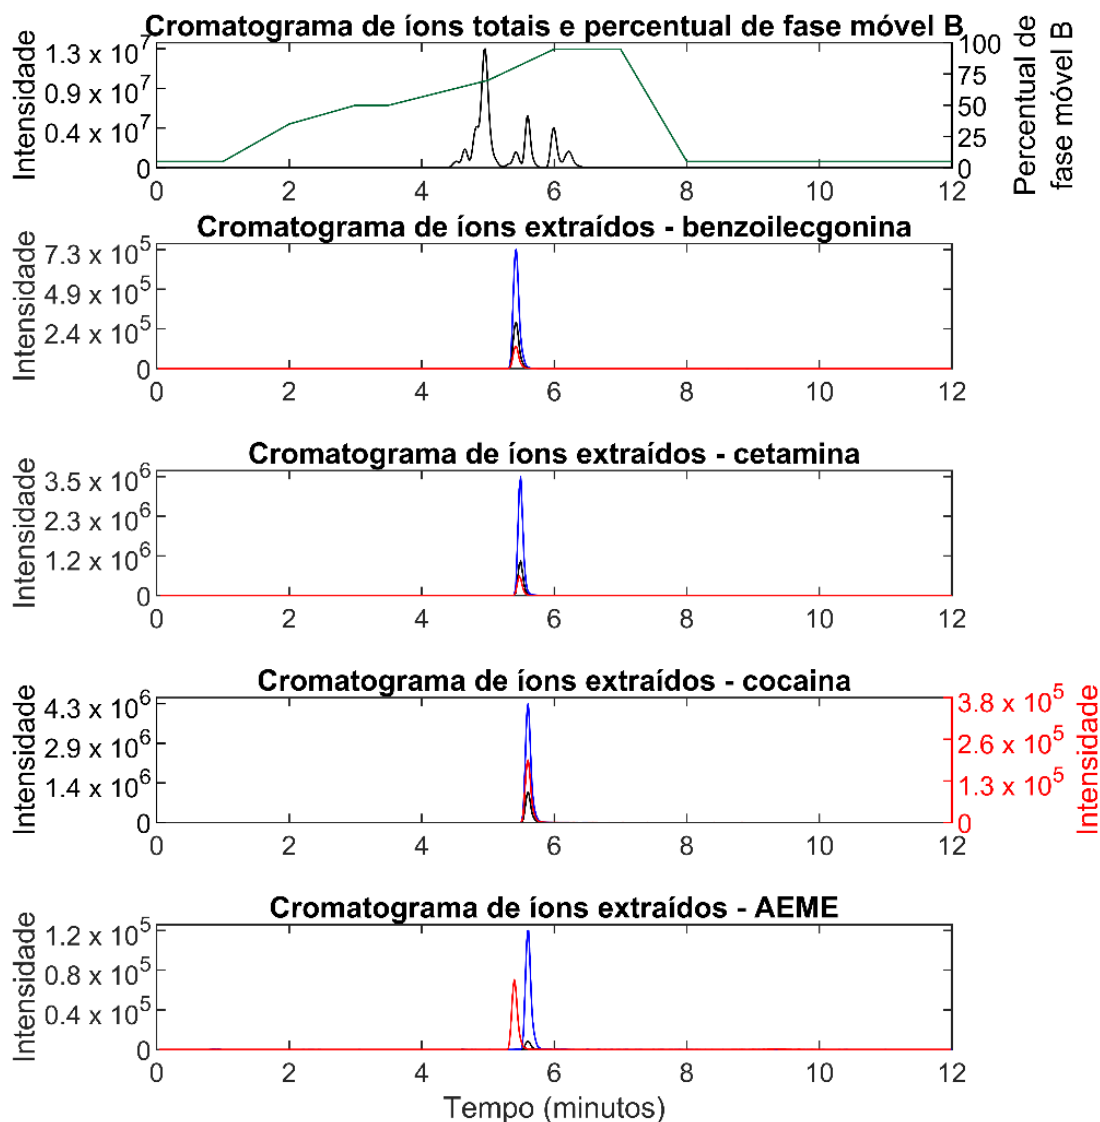 Cromatograma de íons totais e percentual de fase móvel B
Intensidade
1.3 x 10^7
0.9 x 10^7
0.4 x 10^7
0
100
75
50
25
0
Percentual de
fase móvel B
0 2 4 6 8 10 12
Cromatograma de íons extraídos - benzoilecgonina
Intensidade
7.3 x 10^5
4.9 x 10^5
2.4 x 10^5
0
0 2 4 6 8 10 12
Cromatograma de íons extraídos - cetamina
Intensidade
3.5 x 10^6
2.3 x 10^6
1.2 x 10^6
0
0 2 4 6 8 10 12
Cromatograma de íons extraídos - cocaina
Intensidade
4.3 x 10^6
2.9 x 10^6
1.4 x 10^6
0
3.8 x 10^5
2.6 x 10^5
1.3 x 10^5
0
Intensidade
0 2 4 6 8 10 12
Cromatograma de íons extraídos - AEME
Intensidade
1.2 x 10^5
0.8 x 10^5
0.4 x 10^5
0
0 2 4 6 8 10 12
Tempo (minutos)